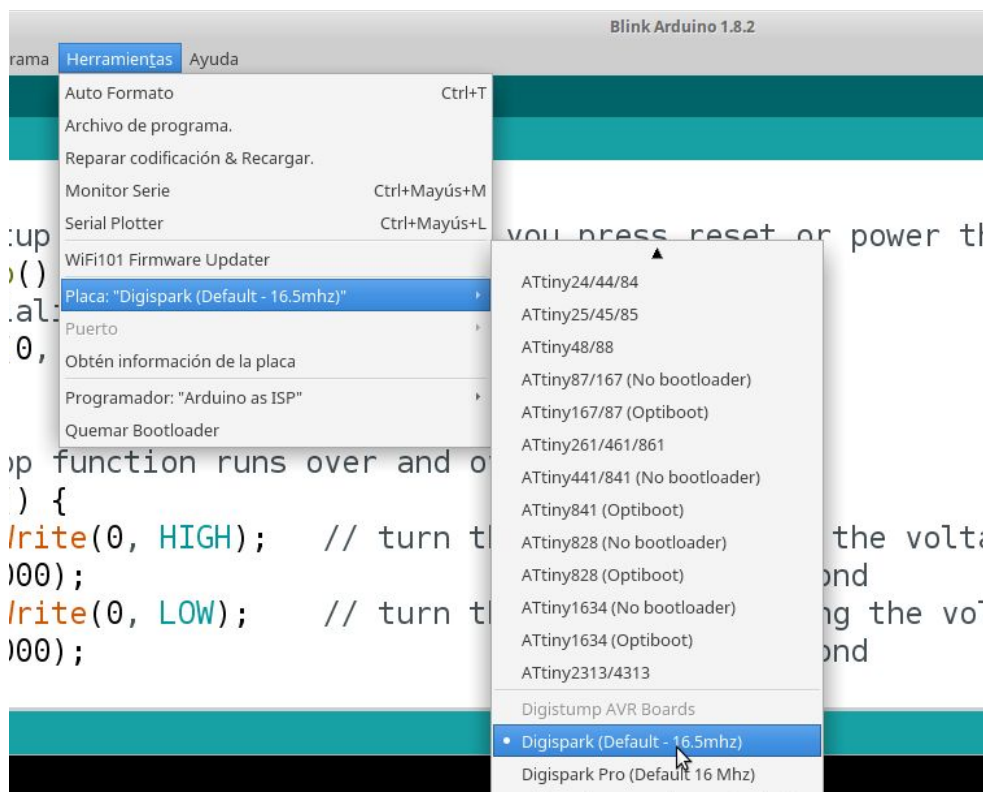 Blink Arduino 1.8.2
rama Herramientas Ayuda
Auto Formato Ctrl+T
Archivo de programa.
Reparar codificación & Recargar.
Monitor Serie Ctrl+Mayús+M
Serial Plotter Ctrl+Mayús+L
WiFi101 Firmware Updater
Placa: "Digispark (Default - 16.5mhz)"
Puerto
Obtén información de la placa
Programador: "Arduino as ISP"
Quemar Bootloader
ATtiny24/44/84
ATtiny25/45/85
ATtiny48/88
ATtiny87/167 (No bootloader)
ATtiny167/87 (Optiboot)
ATtiny261/461/861
ATtiny441/841 (No bootloader)
ATtiny841 (Optiboot)
ATtiny828 (No bootloader)
ATtiny828 (Optiboot)
ATtiny1634 (No bootloader)
ATtiny1634 (Optiboot)
ATtiny2313/4313
Digistump AVR Boards
Digispark (Default - 16.5mhz)
Digispark Pro (Default 16 Mhz)
tup you press reset or power th
() 
al
0,
op function runs over and o
() {
Write(0, HIGH); // turn t the volta
000); ond
Write(0, LOW); // turn t ng the vol
000); ond